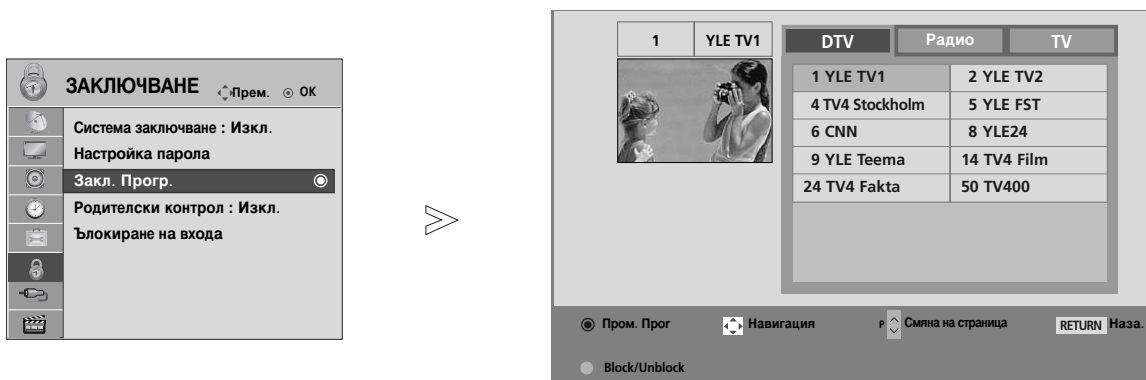 ЗАКЛЮЧВАНЕ Прем. OK
Система заключване : Изкл.
Настройка парола
Закл. Прогр.
Родителски контрол : Изкл.
Ълокиране на входа
1 YLE TV1
DTV Радио TV
1 YLE TV1 2 YLE TV2
4 TV4 Stockholm 5 YLE FST
6 CNN 8 YLE24
9 YLE Teema 14 TV4 Film
24 TV4 Fakta 50 TV400
Пром. Прог Навигация P Смяна на страница RETURN Наза.
Block/Unblock